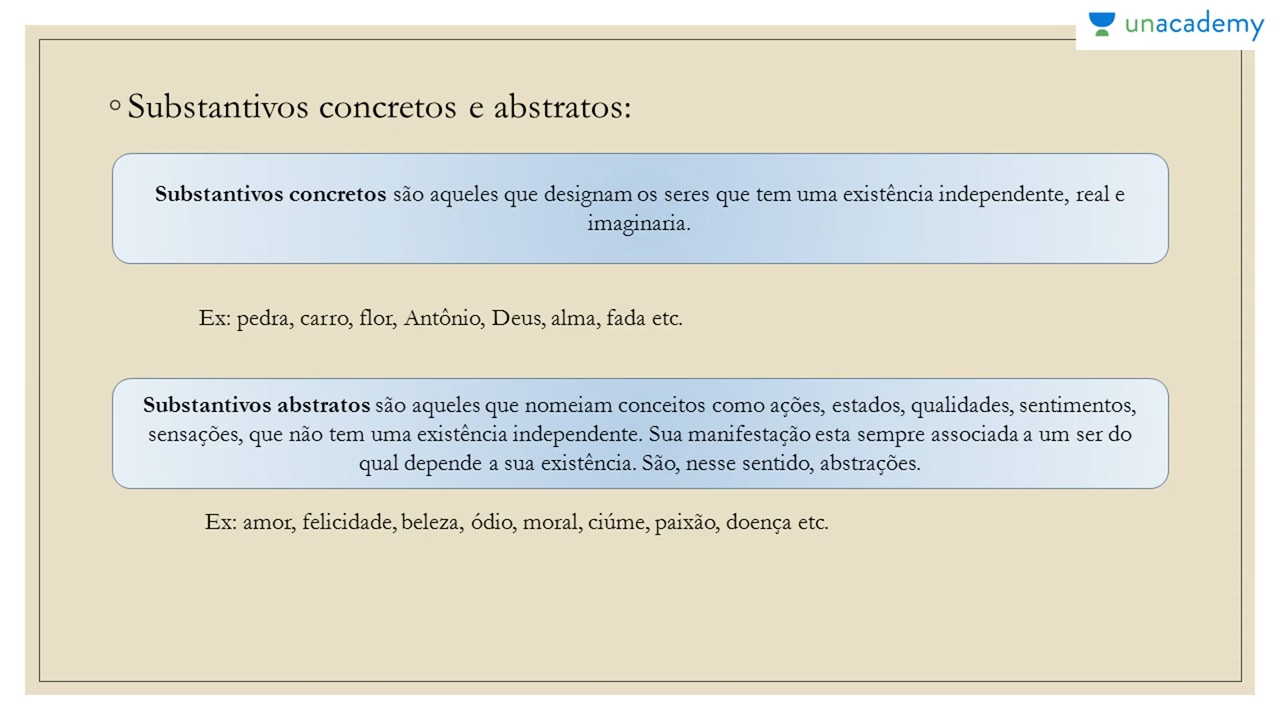 unacademy
◦ Substantivos concretos e abstratos:
Substantivos concretos são aqueles que designam os seres que tem uma existência independente, real e
imaginaria.
Ex: pedra, carro, flor, Antônio, Deus, alma, fada etc.
Substantivos abstratos são aqueles que nomeiam conceitos como ações, estados, qualidades, sentimentos,
sensações, que não tem uma existência independente. Sua manifestação esta sempre associada a um ser do
qual depende a sua existência. São, nesse sentido, abstrações.
Ex: amor, felicidade, beleza, ódio, moral, ciúme, paixão, doença etc.